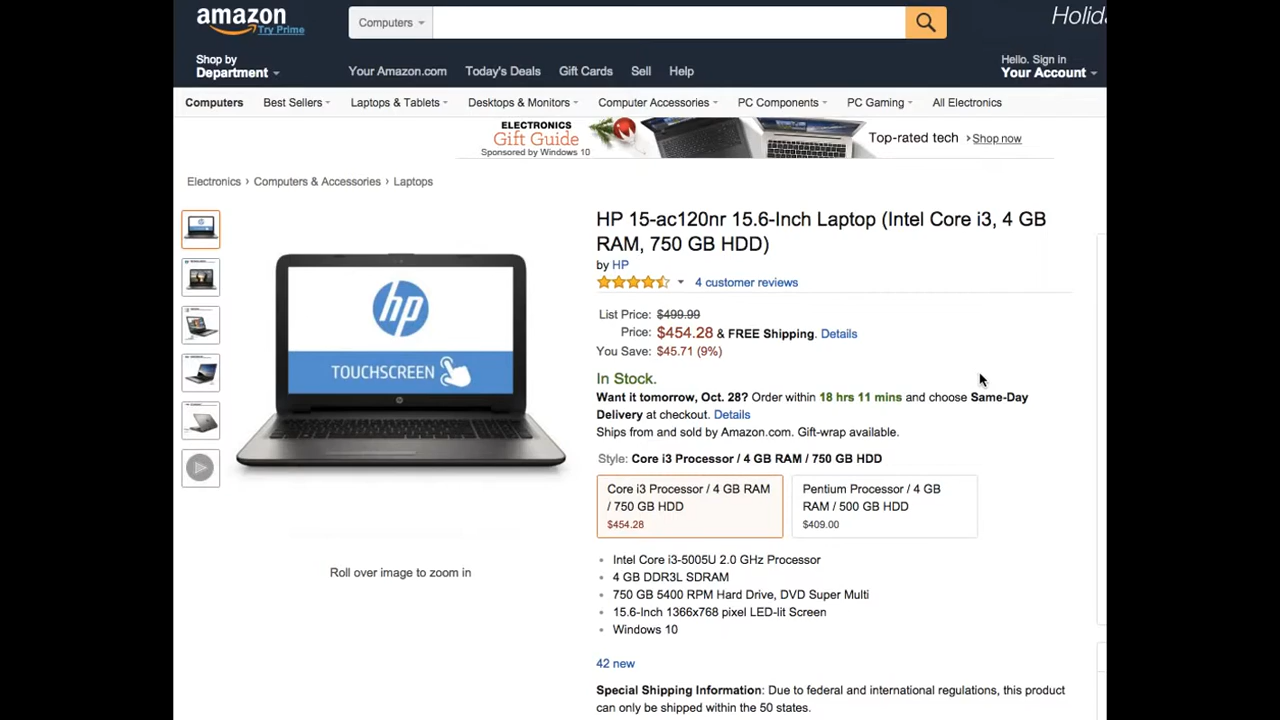 amazon
Try Prime
Computers
Holid
Shop by
Department
Your Amazon.com Today's Deals Gift Cards Sell Help
Hello. Sign in
Your Account
Computers Best Sellers Laptops & Tablets Desktops & Monitors Computer Accessories PC Components PC Gaming All Electronics
ELECTRONICS
Gift Guide
Sponsored by Windows 10
Top-rated tech › Shop now
Electronics › Computers & Accessories › Laptops
HP 15-ac120nr 15.6-Inch Laptop (Intel Core i3, 4 GB
RAM, 750 GB HDD)
by HP
4 customer reviews
List Price: $499.99
Price: $454.28 & FREE Shipping. Details
You Save: $45.71 (9%)
In Stock.
Want it tomorrow, Oct. 28? Order within 18 hrs 11 mins and choose Same-Day
Delivery at checkout. Details
Ships from and sold by Amazon.com. Gift-wrap available.
Style: Core i3 Processor / 4 GB RAM / 750 GB HDD
Core i3 Processor / 4 GB RAM
/ 750 GB HDD
$454.28
Pentium Processor / 4 GB
RAM / 500 GB HDD
$409.00
• Intel Core i3-5005U 2.0 GHz Processor
• 4 GB DDR3L SDRAM
• 750 GB 5400 RPM Hard Drive, DVD Super Multi
• 15.6-Inch 1366x768 pixel LED-lit Screen
• Windows 10
42 new
Special Shipping Information: Due to federal and international regulations, this product
can only be shipped within the 50 states.
hp
TOUCHSCREEN
Roll over image to zoom in